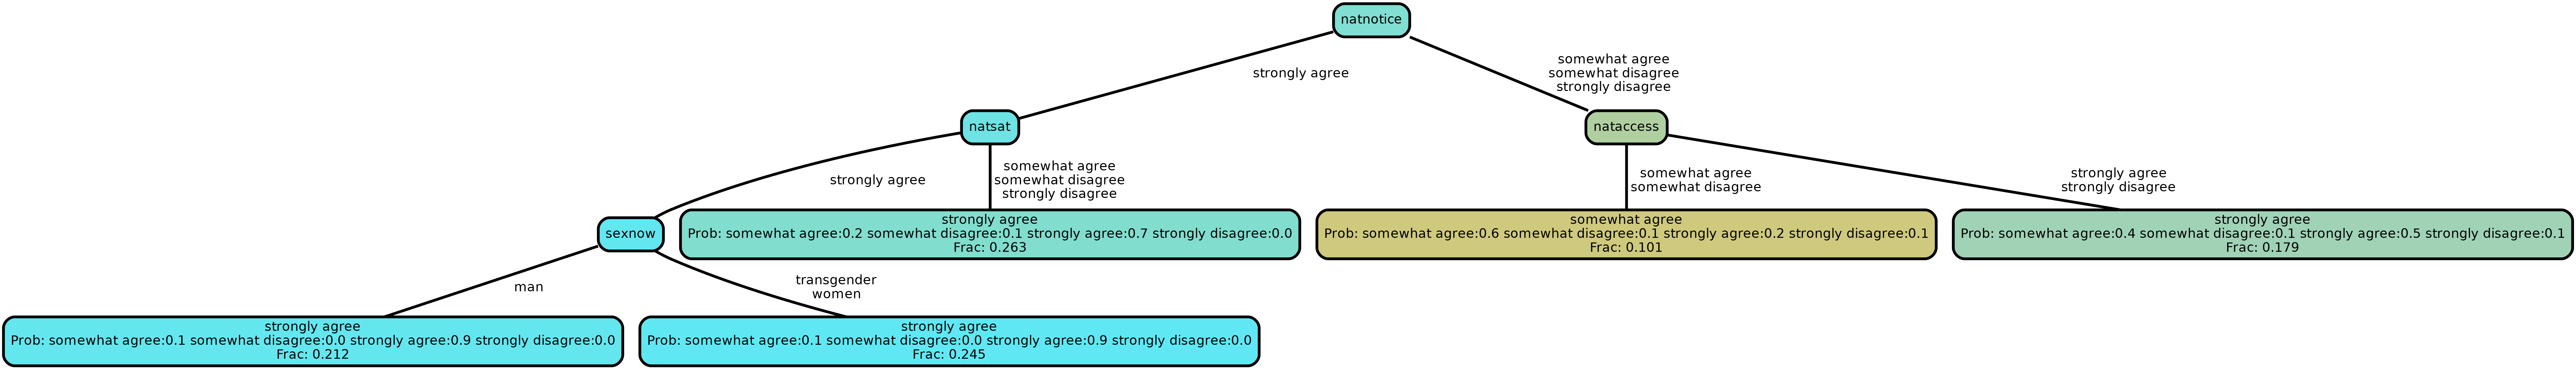 natnotice
strongly agree
somewhat agree
somewhat disagree
strongly disagree
natsat
nataccess
strongly agree
somewhat agree
somewhat disagree
strongly disagree
somewhat agree
somewhat disagree
strongly agree
strongly disagree
sexnow
strongly agree
Prob: somewhat agree:0.2 somewhat disagree:0.1 strongly agree:0.7 strongly disagree:0.0
Frac: 0.263
somewhat agree
Prob: somewhat agree:0.6 somewhat disagree:0.1 strongly agree:0.2 strongly disagree:0.1
Frac: 0.101
strongly agree
Prob: somewhat agree:0.4 somewhat disagree:0.1 strongly agree:0.5 strongly disagree:0.1
Frac: 0.179
man
transgender
women
strongly agree
Prob: somewhat agree:0.1 somewhat disagree:0.0 strongly agree:0.9 strongly disagree:0.0
Frac: 0.212
strongly agree
Prob: somewhat agree:0.1 somewhat disagree:0.0 strongly agree:0.9 strongly disagree:0.0
Frac: 0.245